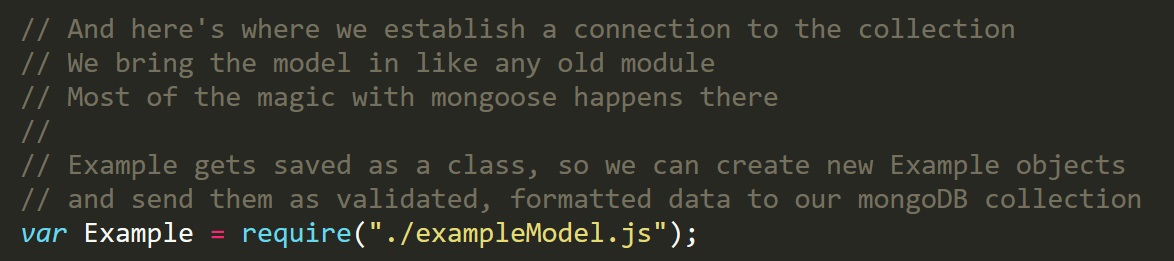 // And here's where we establish a connection to the collection
// We bring the model in like any old module
// Most of the magic with mongoose happens there
//
// Example gets saved as a class, so we can create new Example objects
// and send them as validated, formatted data to our mongoDB collection
var Example = require("./exampleModel.js");